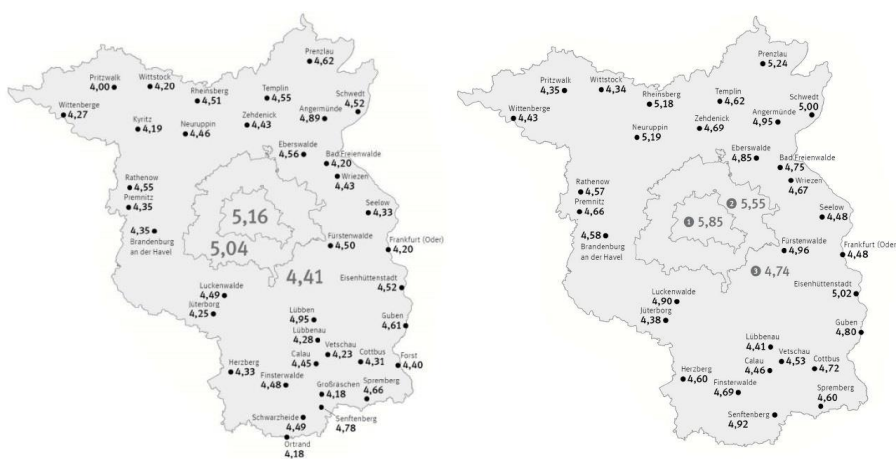 Prenzlau
4,62
Pritzwalk
4,00
Wittstock
4,20
Rheinsberg
4,51
Templin
4,55
Schwedt
4,52
Wittenberge
4,27
Kyritz
4,19
Neuruppin
4,46
Zehdenick
4,43
Angermünde
4,89
Eberswalde
4,56
Bad Freienwalde
4,20
Wriezen
4,43
Rathenow
4,55
Premnitz
4,35
Seelow
4,33
5,16
4,35
Brandenburg
an der Havel
5,04
Fürstenwalde
4,50
Frankfurt (Oder)
4,20
4,41
Eisenhüttenstadt
4,52
Luckenwalde
4,49
Jüterborg
4,25
Lübben
4,95
Guben
4,61
Lübbenau
4,28
Vetschau
4,23
Calau
4,45
Cottbus
4,31
Forst
4,40
Herzberg
4,33
Finsterwalde
4,48
Großräschen
4,18
Spremberg
4,66
Schwarzheide
4,49
Senftenberg
4,78
Ortrand
4,18
Prenzlau
5,24
Pritzwalk
4,35
Wittstock
4,34
Rheinsberg
5,18
Templin
4,62
Schwedt
5,00
Wittenberge
4,43
Neuruppin
5,19
Zehdenick
4,69
Angermünde
4,95
Eberswalde
4,85
Bad Freienwalde
4,75
Wriezen
4,67
Rathenow
4,57
Premnitz
4,66
2 5,55
1 5,85
Seelow
4,48
4,58
Brandenburg
an der Havel
Fürstenwalde
4,96
Frankfurt (Oder)
4,48
3 4,74
Eisenhüttenstadt
5,02
Luckenwalde
4,90
Jüterborg
4,38
Guben
4,80
Lübbenau
4,41
Vetschau
4,53
Calau
4,46
Cottbus
4,72
Herzberg
4,60
Finsterwalde
4,69
Spremberg
4,60
Senftenberg
4,92